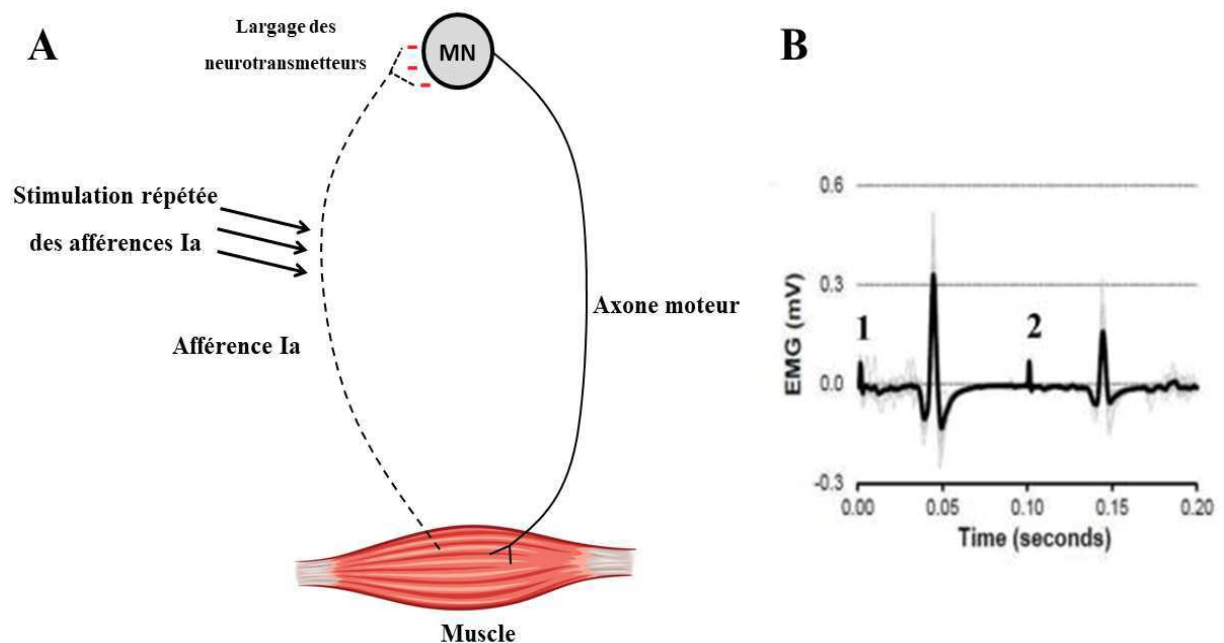 A
Largage des
neurotransmetteurs
MN
Stimulation répétée
des afférences Ia
Afférence Ia
Axone moteur
Muscle
B
EMG (mV)
0.6
0.3
0.0
-0.3
1
2
0.00
0.05
0.10
0.15
0.20
Time (seconds)